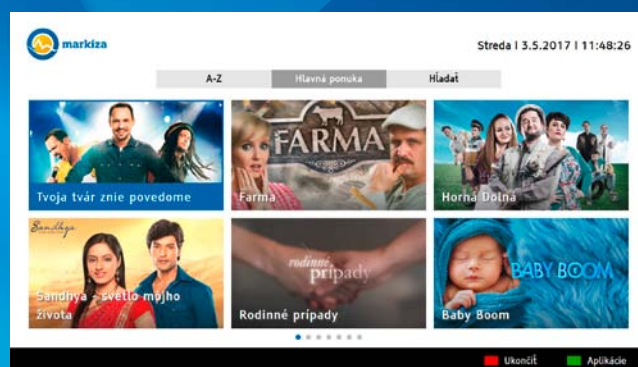 markíza
Streda | 3.5.2017 | 11:48:26
A-Z
Hlavná ponuka
Hľadať
Tvoja tvár znie povedome
FARMA
Farma
Horná Dolná
Sandhya
Sandhya - svetlo môjho
života
rodinné
prípady
Rodinné prípady
BABY BOOM
Baby Boom
Ukončiť
Aplikácie